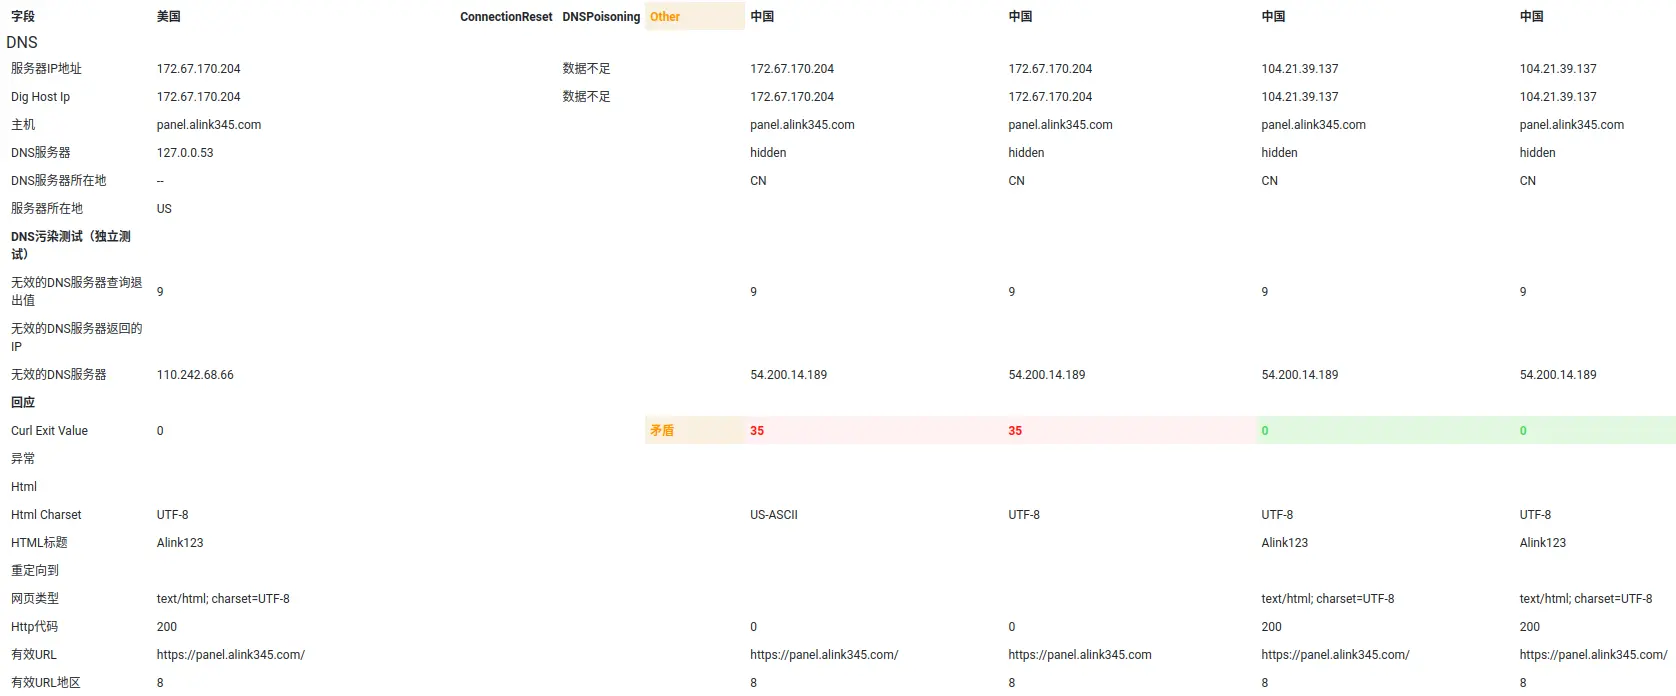 字段 美国 ConnectionReset DNSPoisoning Other 中国 中国 中国 中国
DNS
服务器IP地址 172.67.170.204 数据不足 172.67.170.204 172.67.170.204 104.21.39.137 104.21.39.137
Dig Host Ip 172.67.170.204 数据不足 172.67.170.204 172.67.170.204 104.21.39.137 104.21.39.137
主机 panel.alink345.com panel.alink345.com panel.alink345.com panel.alink345.com panel.alink345.com
DNS服务器 127.0.0.53 hidden hidden hidden hidden
DNS服务器所在地 -- CN CN CN CN
服务器所在地 US
DNS污染测试（独立测
试）
无效的DNS服务器查询退
出值 9 9 9 9 9
无效的DNS服务器返回的
IP
无效的DNS服务器 110.242.68.66 54.200.14.189 54.200.14.189 54.200.14.189 54.200.14.189
回应
Curl Exit Value 0 矛盾 35 35 0 0
异常
Html
Html Charset UTF-8 US-ASCII UTF-8 UTF-8 UTF-8
HTML标题 Alink123 Alink123 Alink123
重定向到
网页类型 text/html; charset=UTF-8 text/html; charset=UTF-8 text/html; charset=UTF-8
Http代码 200 0 0 200 200
有效URL https://panel.alink345.com/ https://panel.alink345.com/ https://panel.alink345.com https://panel.alink345.com/ https://panel.alink345.com/
有效URL地区 8 8 8 8 8